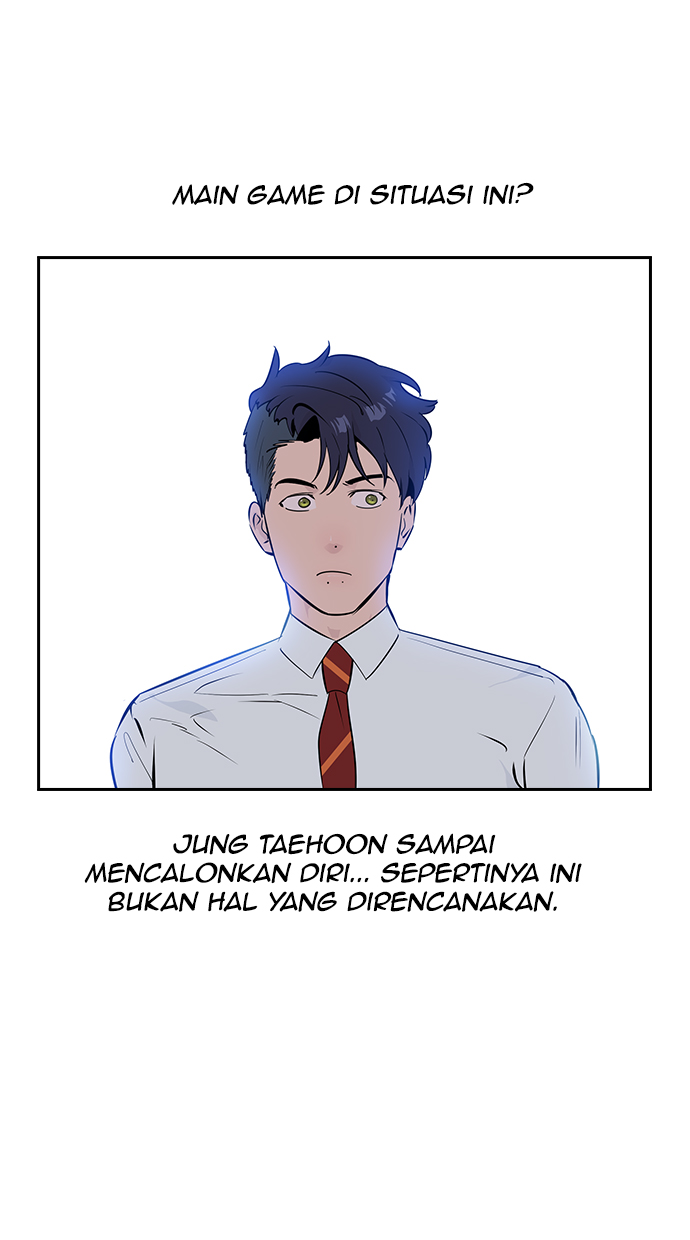 MAIN GAME DI SITUASI INI?
JUNG TAEHOON SAMPAI
MENCALONKAN DIRI... SEPERTINYA INI
BUKAN HAL YANG DIRENCANAKAN.